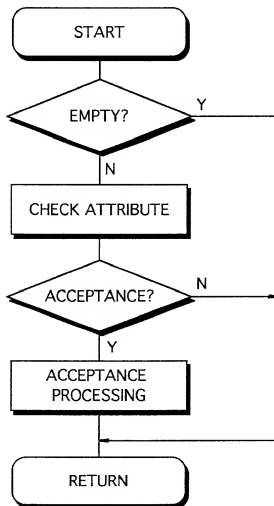 START
EMPTY?
Y
N
CHECK ATTRIBUTE
ACCEPTANCE?
N
Y
ACCEPTANCE
PROCESSING
RETURN